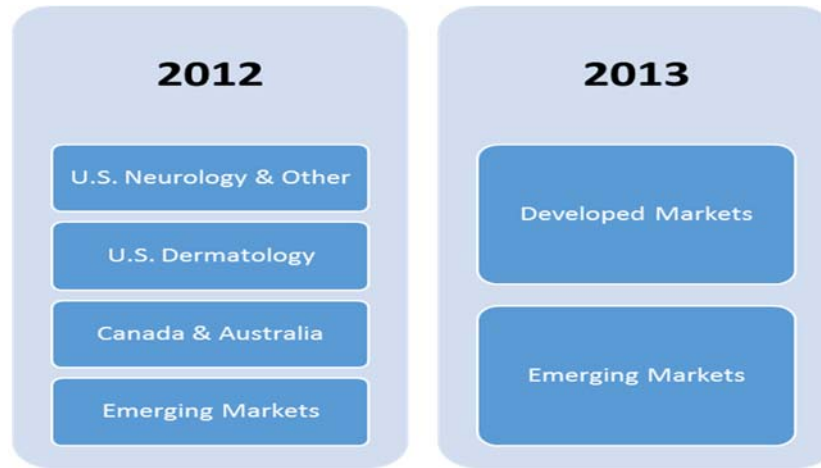 2012
U.S. Neurology & Other
U.S. Dermatology
Canada & Australia
Emerging Markets
2013
Developed Markets
Emerging Markets